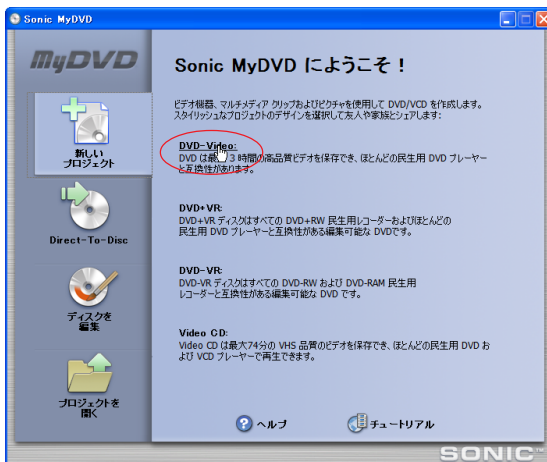 Sonic MyDVD
MyDVD
Sonic MyDVD にようこそ！
ビデオ機器、マルチメディア クリップおよびピクチャを使用して DVD/VCD を作成します。
スタイリッシュなプロジェクトのデザインを選択して友人や家族とシェアします:
新しい
プロジェクト
DVD-Video:
DVD は最 3 時間の高品質ビデオを保存でき、ほとんどの民生用 DVD プレーヤー
と互換性があります。
Direct-To-Disc
DVD+VR:
DVD+VR ディスクはすべての DVD+RW 民生用レコーダーおよびほとんどの
民生用 DVD プレーヤーと互換性がある編集可能な DVDです。
ディスクを
編集
DVD-VR:
DVD-VR ディスクはすべての DVD-RW および DVD-RAM 民生用
レコーダーと互換性がある編集可能な DVD です。
プロジェクトを
開く
Video CD:
Video CD は最大74分の VHS 品質のビデオを保存でき、ほとんどの民生用 DVD お
よび VCD プレーヤーで再生できます。
ヘルプ
チュートリアル
SONIC